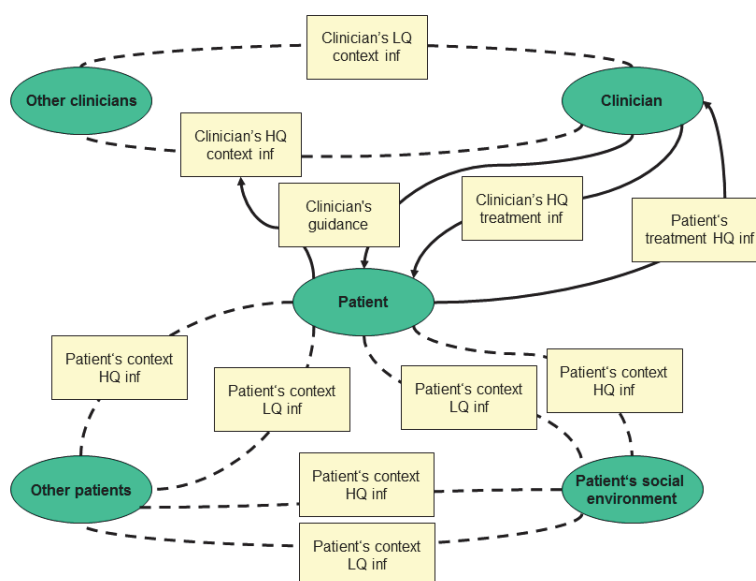 Clinician's LQ
context inf
Other clinicians
Clinician
Clinician's HQ
context inf
Clinician's
guidance
Clinician's HQ
treatment inf
Patient's
treatment HQ inf
Patient
Patient's context
HQ inf
Patient's context
LQ inf
Patient's context
LQ inf
Patient's context
HQ inf
Other patients
Patient's context
HQ inf
Patient's social
environment
Patient's context
LQ inf